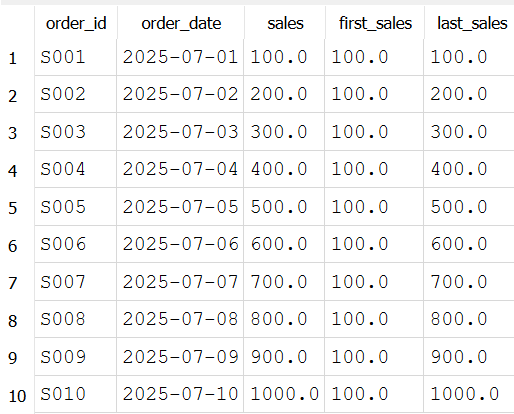 order_id order_date sales first_sales last_sales
1 S001 2025-07-01 100.0 100.0 100.0
2 S002 2025-07-02 200.0 100.0 200.0
3 S003 2025-07-03 300.0 100.0 300.0
4 S004 2025-07-04 400.0 100.0 400.0
5 S005 2025-07-05 500.0 100.0 500.0
6 S006 2025-07-06 600.0 100.0 600.0
7 S007 2025-07-07 700.0 100.0 700.0
8 S008 2025-07-08 800.0 100.0 800.0
9 S009 2025-07-09 900.0 100.0 900.0
10 S010 2025-07-10 1000.0 100.0 1000.0